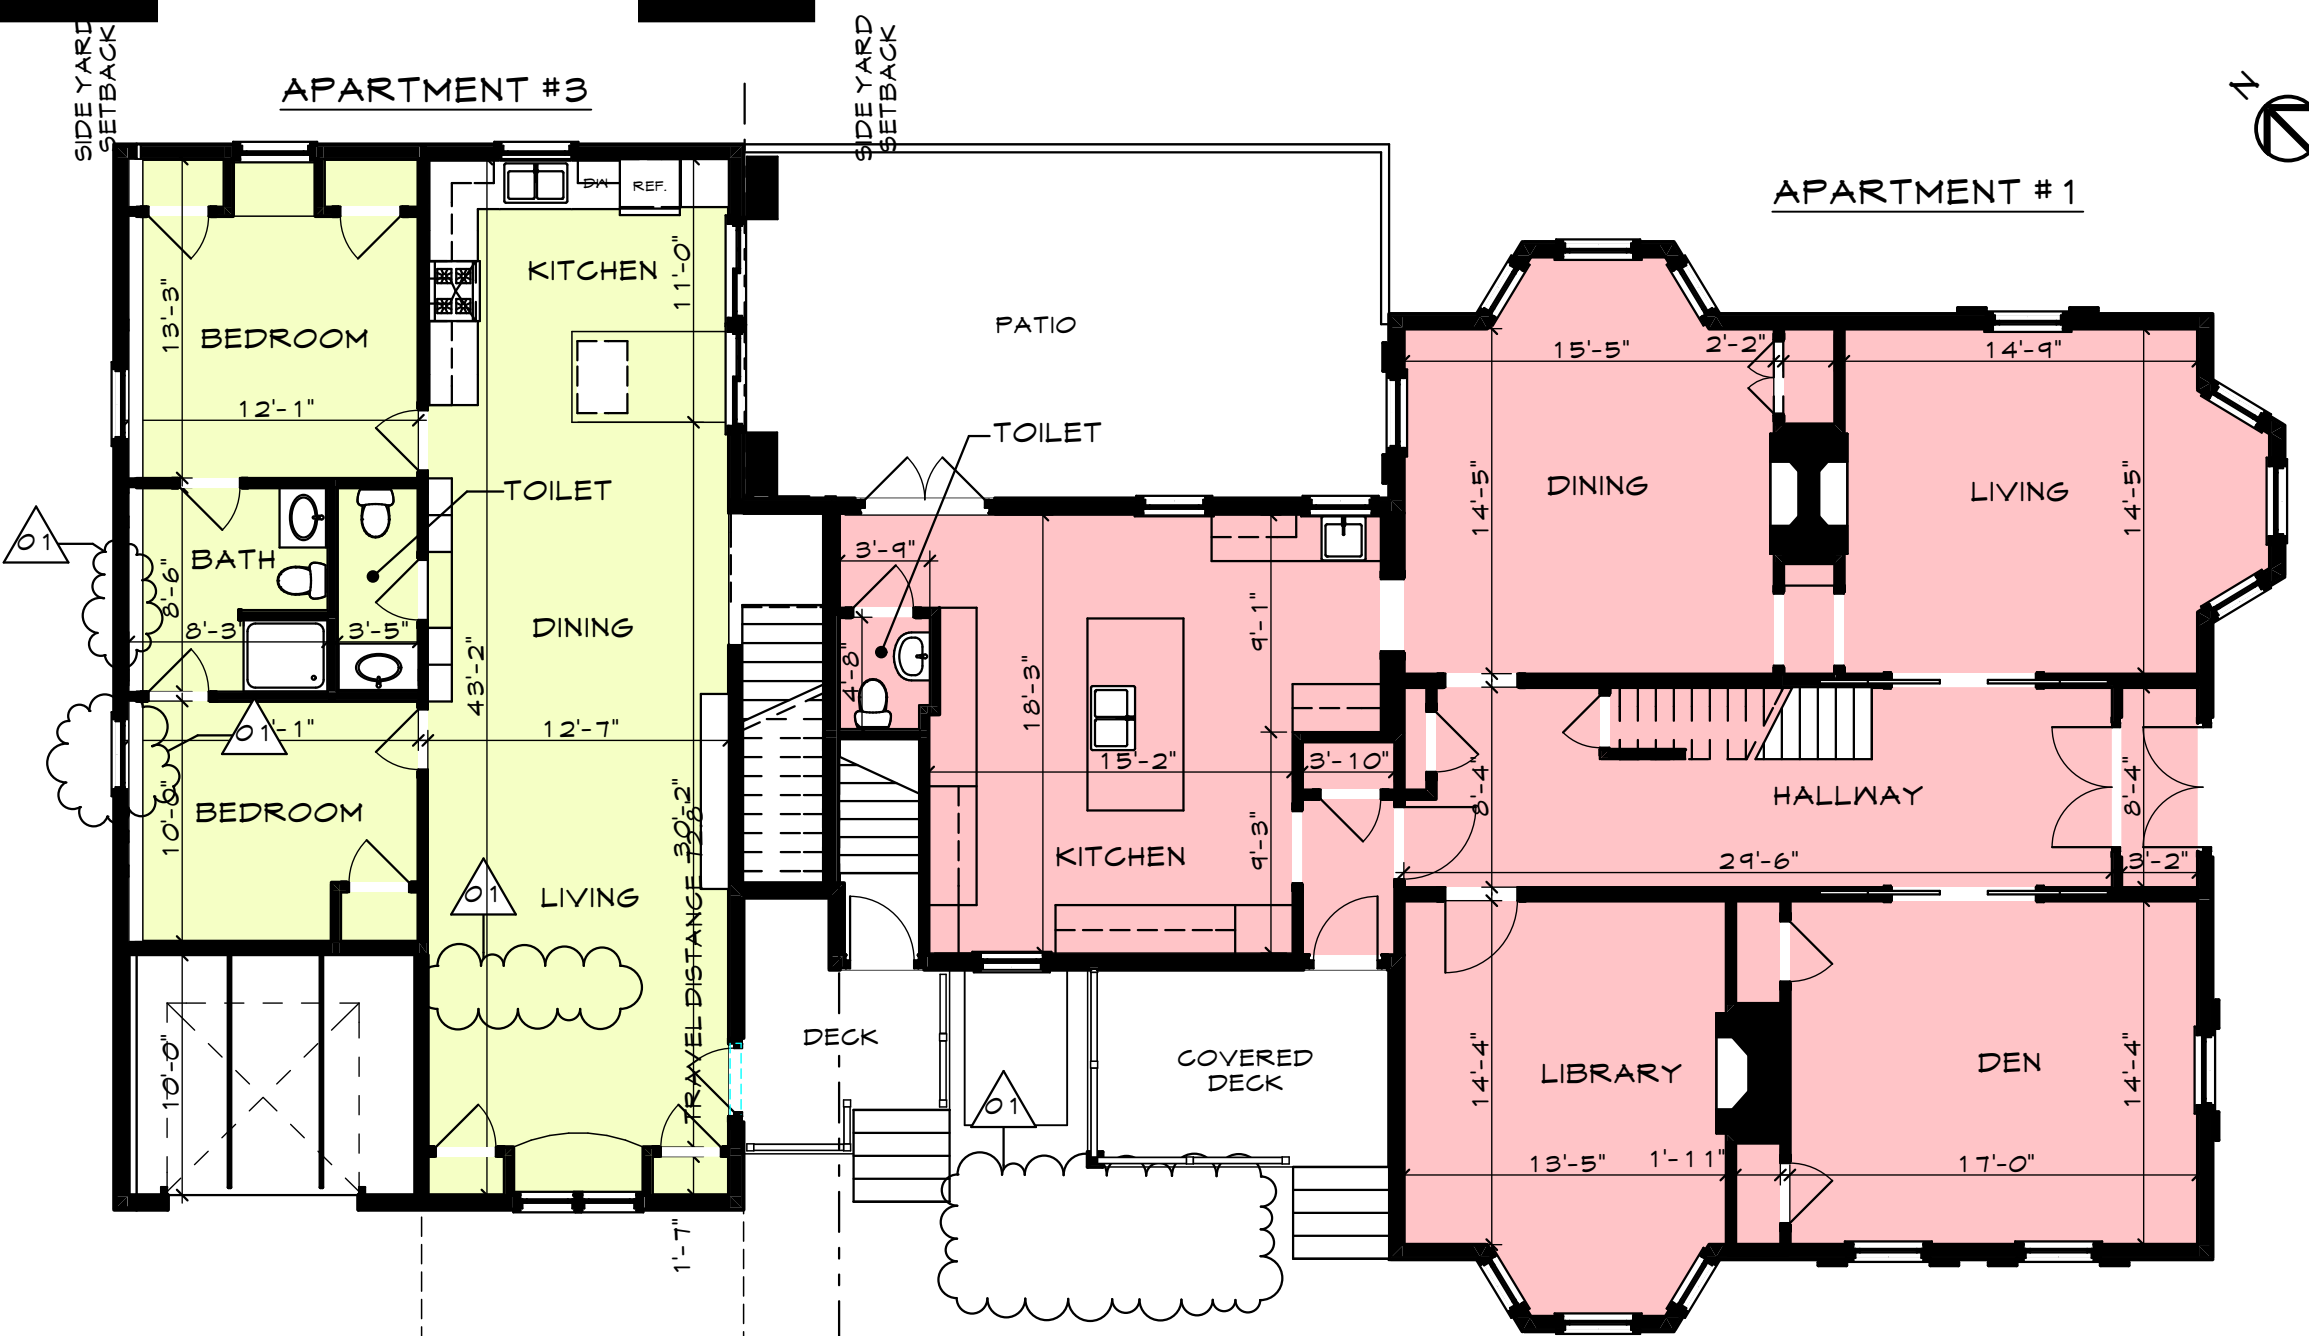 SIDE YARD
SETBACK
SIDE YARD
SETBACK
N
APARTMENT #3
APARTMENT #1
DW
REF.
KITCHEN
11'-0"
13'-3"
BEDROOM
12'-1"
PATIO
TOILET
15'-5"
2'-2"
14'-9"
DINING
14'-5"
LIVING
14'-5"
TOILET
01
BATH
8'-6"
8'-3"
3'-5"
DINING
43'-2"
12'-7"
3'-9"
4'-8"
18'-3"
9'-1"
15'-2"
3'-10"
01
-1"
BEDROOM
10'-6"
30'-2"
TRAVEL DISTANCE
LIVING
01
KITCHEN
9'-3"
8'-4"
HALLWAY
8'-4"
29'-6"
3'-2"
10'-0"
DECK
COVERED
DECK
01
14'-4"
LIBRARY
DEN
14'-4"
13'-5"
1'-11"
17'-0"
1'-7"